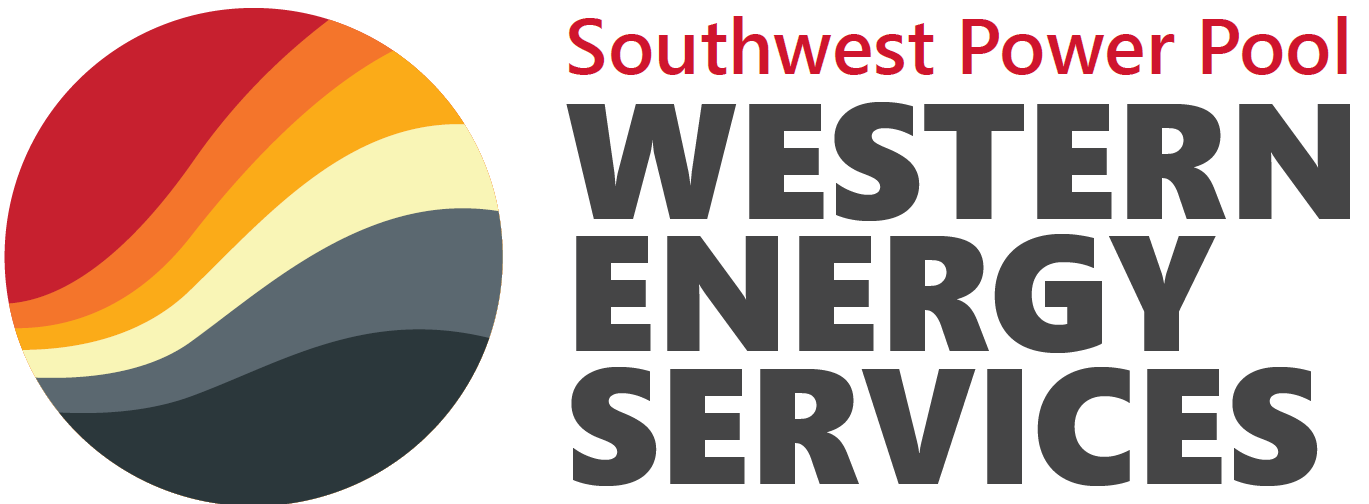 Southwest Power Pool
WESTERN
ENERGY
SERVICES